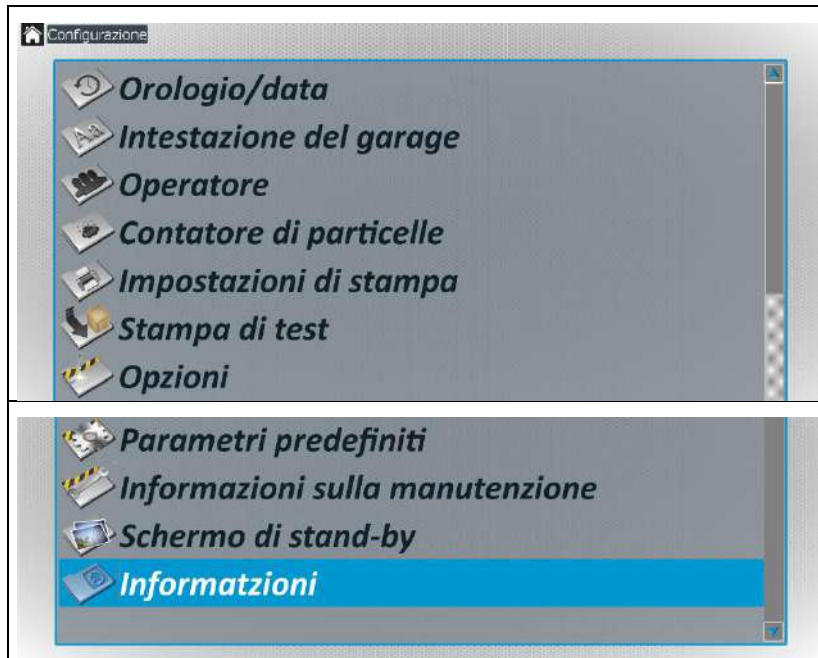 Configurazione
Orologio/data
Intestazione del garage
Operatore
Contatore di particelle
Impostazioni di stampa
Stampa di test
Opzioni
Parametri predefiniti
Informazioni sulla manutenzione
Schermo di stand-by
Informatzioni